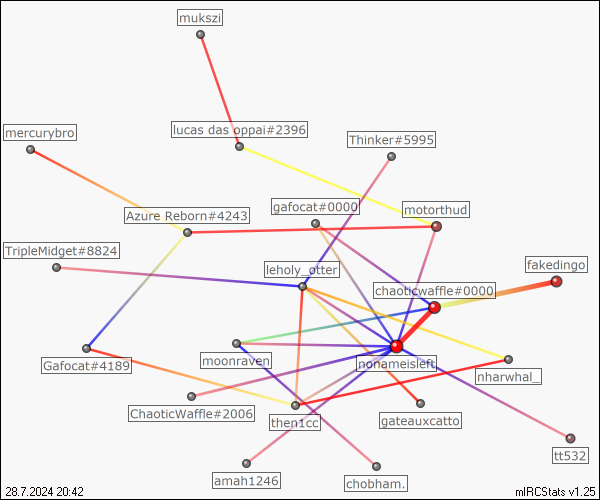 mukszi
mercurybro
lucas das oppai#2396
Thinker#5995
Azure Reborn#4243
gafocat#0000
motorthud
TripleMidget#8824
leholy_otter
fakedingo
chaoticwaffle#0000
Gafocat#4189
moonraven
nonameisleft
nharwhal_
ChaoticWaffle#2006
then1cc
gateauxcatto
tt532
amah1246
chobham.
28.7.2024 20:42
mIRCStats v1.25